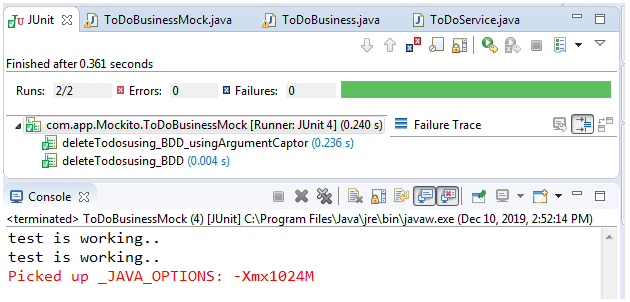 JUnit ToDoBusinessMock.java ToDoBusiness.java ToDoService.java
Finished after 0.361 seconds
Runs: 2/2 Errors: 0 Failures: 0
com.app.Mockito.ToDoBusinessMock [Runner: JUnit 4] (0.240 s) Failure Trace
deleteTodosusing_BDD_usingArgumentCaptor (0.236 s)
deleteTodosusing_BDD (0.004 s)
Console
<terminated> ToDoBusinessMock (4) [JUnit] C:\Program Files\Java\jre\bin\javaw.exe (Dec 10, 2019, 2:52:14 PM)
test is working..
test is working..
Picked up _JAVA_OPTIONS: -Xmx1024M